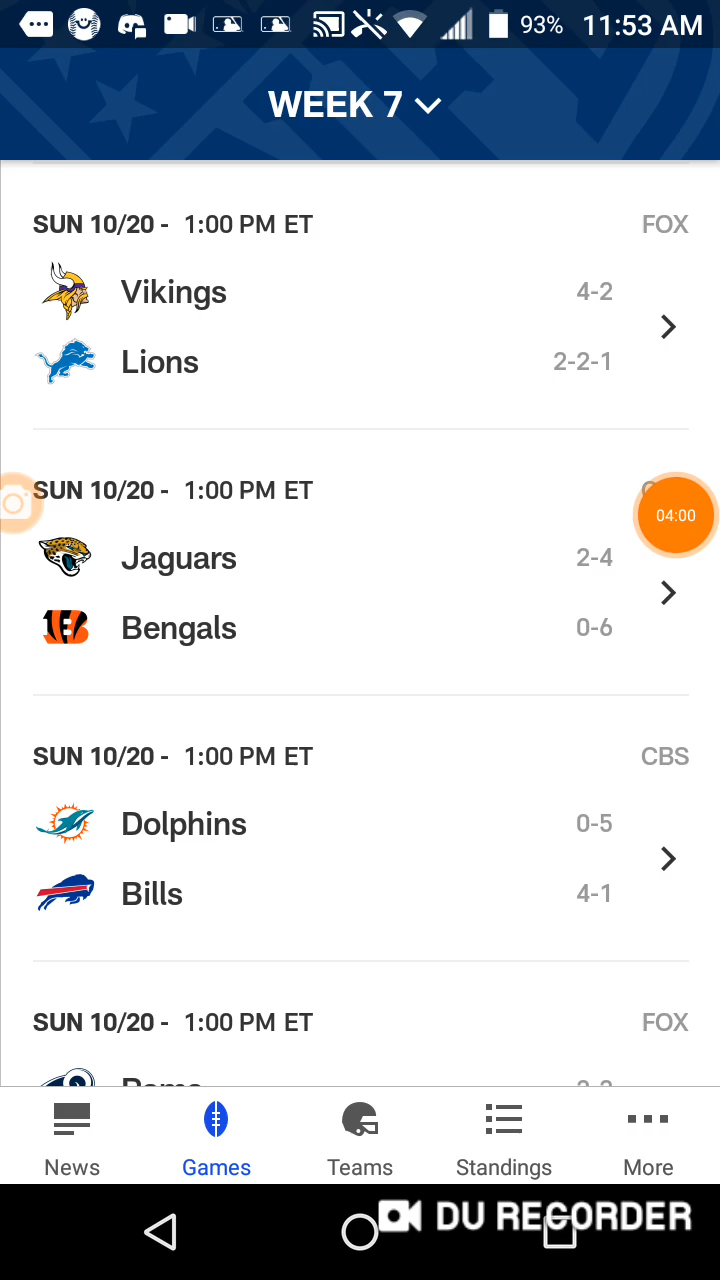 93% 11:53 AM
WEEK 7
SUN 10/20 - 1:00 PM ET FOX
Vikings 4-2
Lions 2-2-1
SUN 10/20 - 1:00 PM ET
04:00
Jaguars 2-4
Bengals 0-6
SUN 10/20 - 1:00 PM ET CBS
Dolphins 0-5
Bills 4-1
SUN 10/20 - 1:00 PM ET FOX
News Games Teams Standings More
DU RECORDER